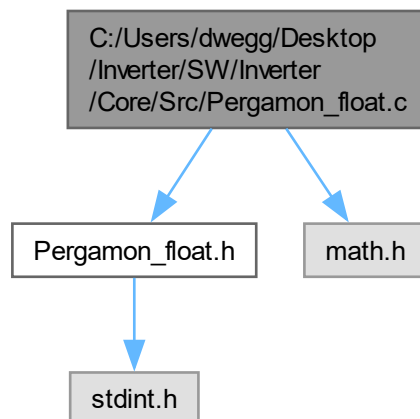 C:/Users/dwegg/Desktop
/Inverter/SW/Inverter
/Core/Src/Pergamon_float.c
Pergamon_float.h
math.h
stdint.h